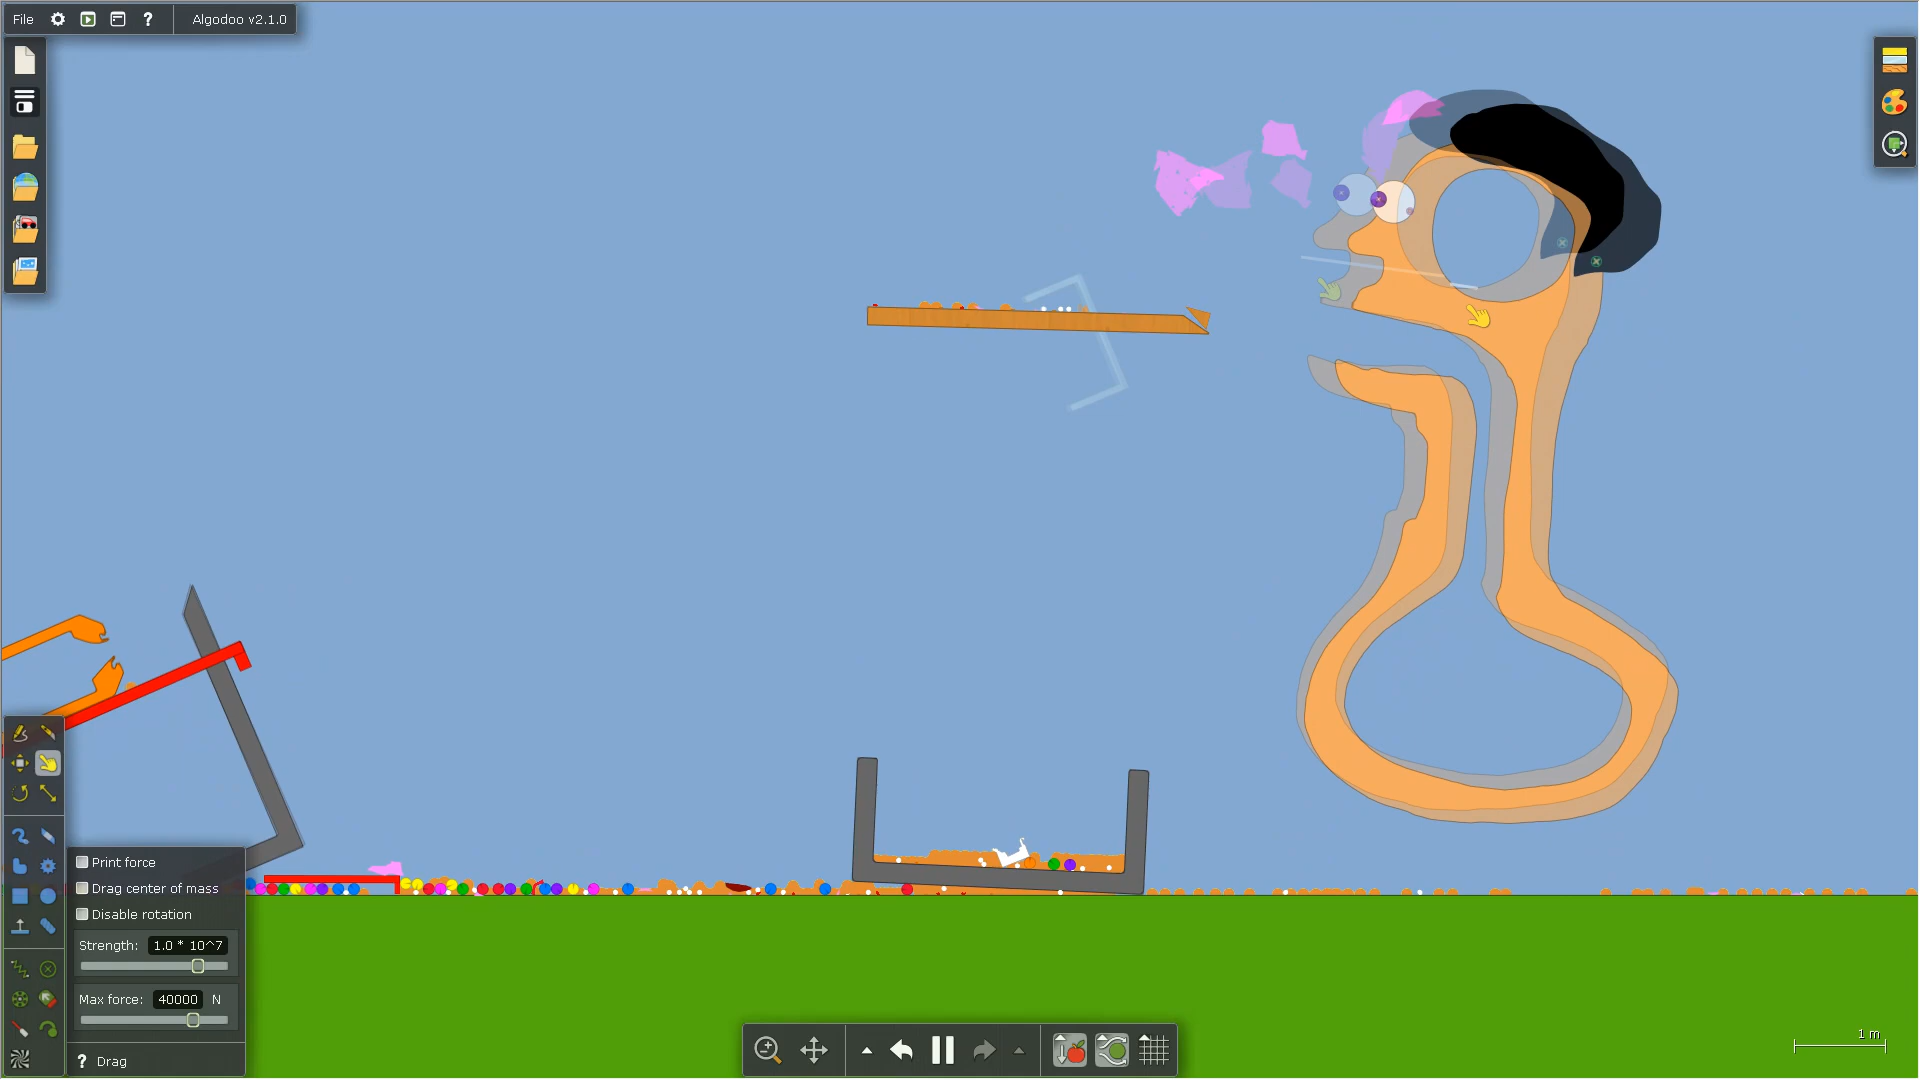 File ? Algodoo v2.1.0
Print force
Drag center of mass
Disable rotation
Strength: 1.0 * 10^7
Max force: 40000 N
? Drag
1 m